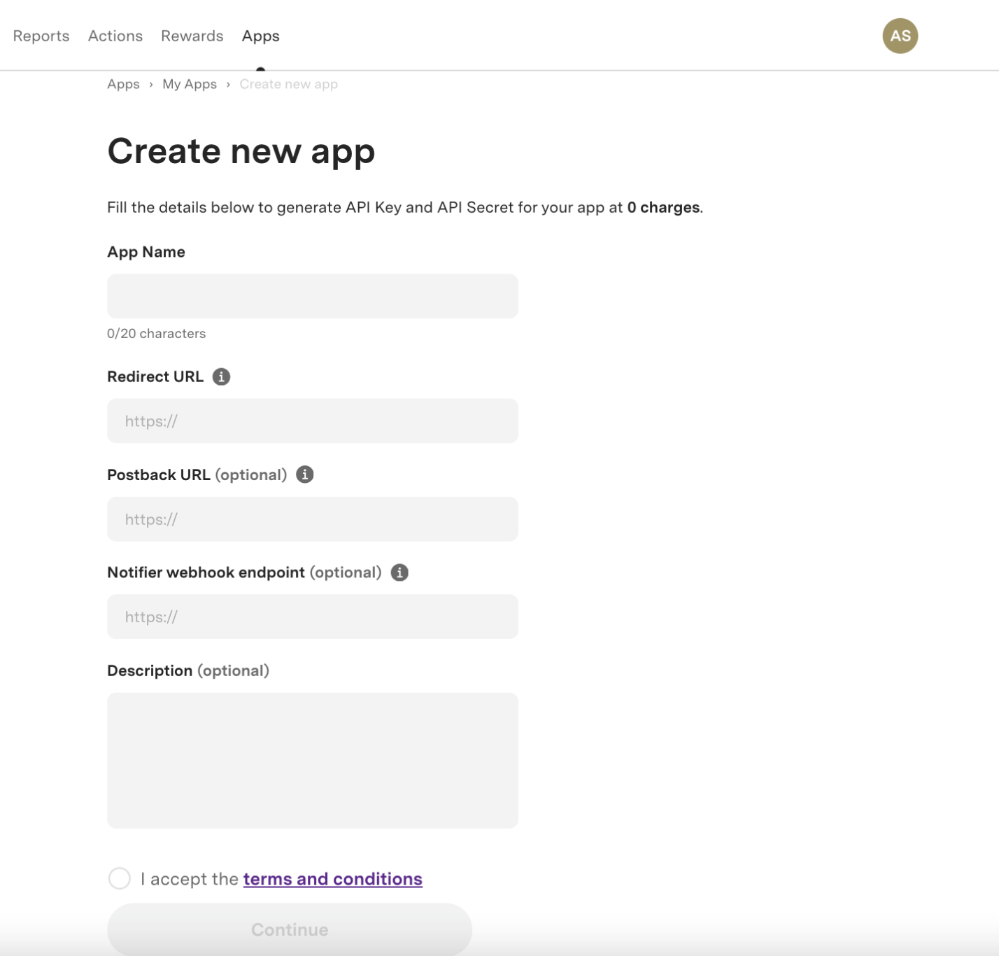 Reports Actions Rewards Apps AS
Apps › My Apps › Create new app
Create new app
Fill the details below to generate API Key and API Secret for your app at 0 charges.
App Name
0/20 characters
Redirect URL i
https://
Postback URL (optional) i
https://
Notifier webhook endpoint (optional) i
https://
Description (optional)
I accept the terms and conditions
Continue